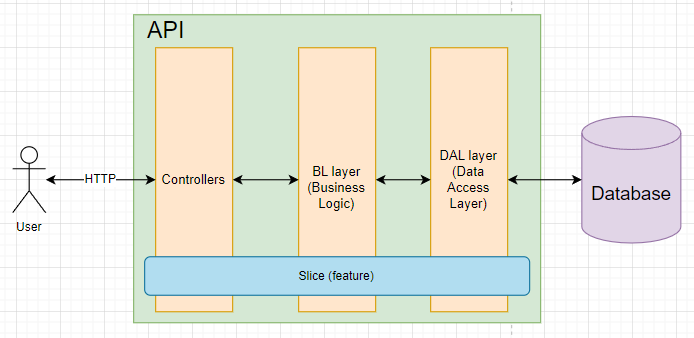 API
HTTP
Controllers
BL layer
(Business
Logic)
DAL layer
(Data
Access
Layer)
Database
User
Slice (feature)